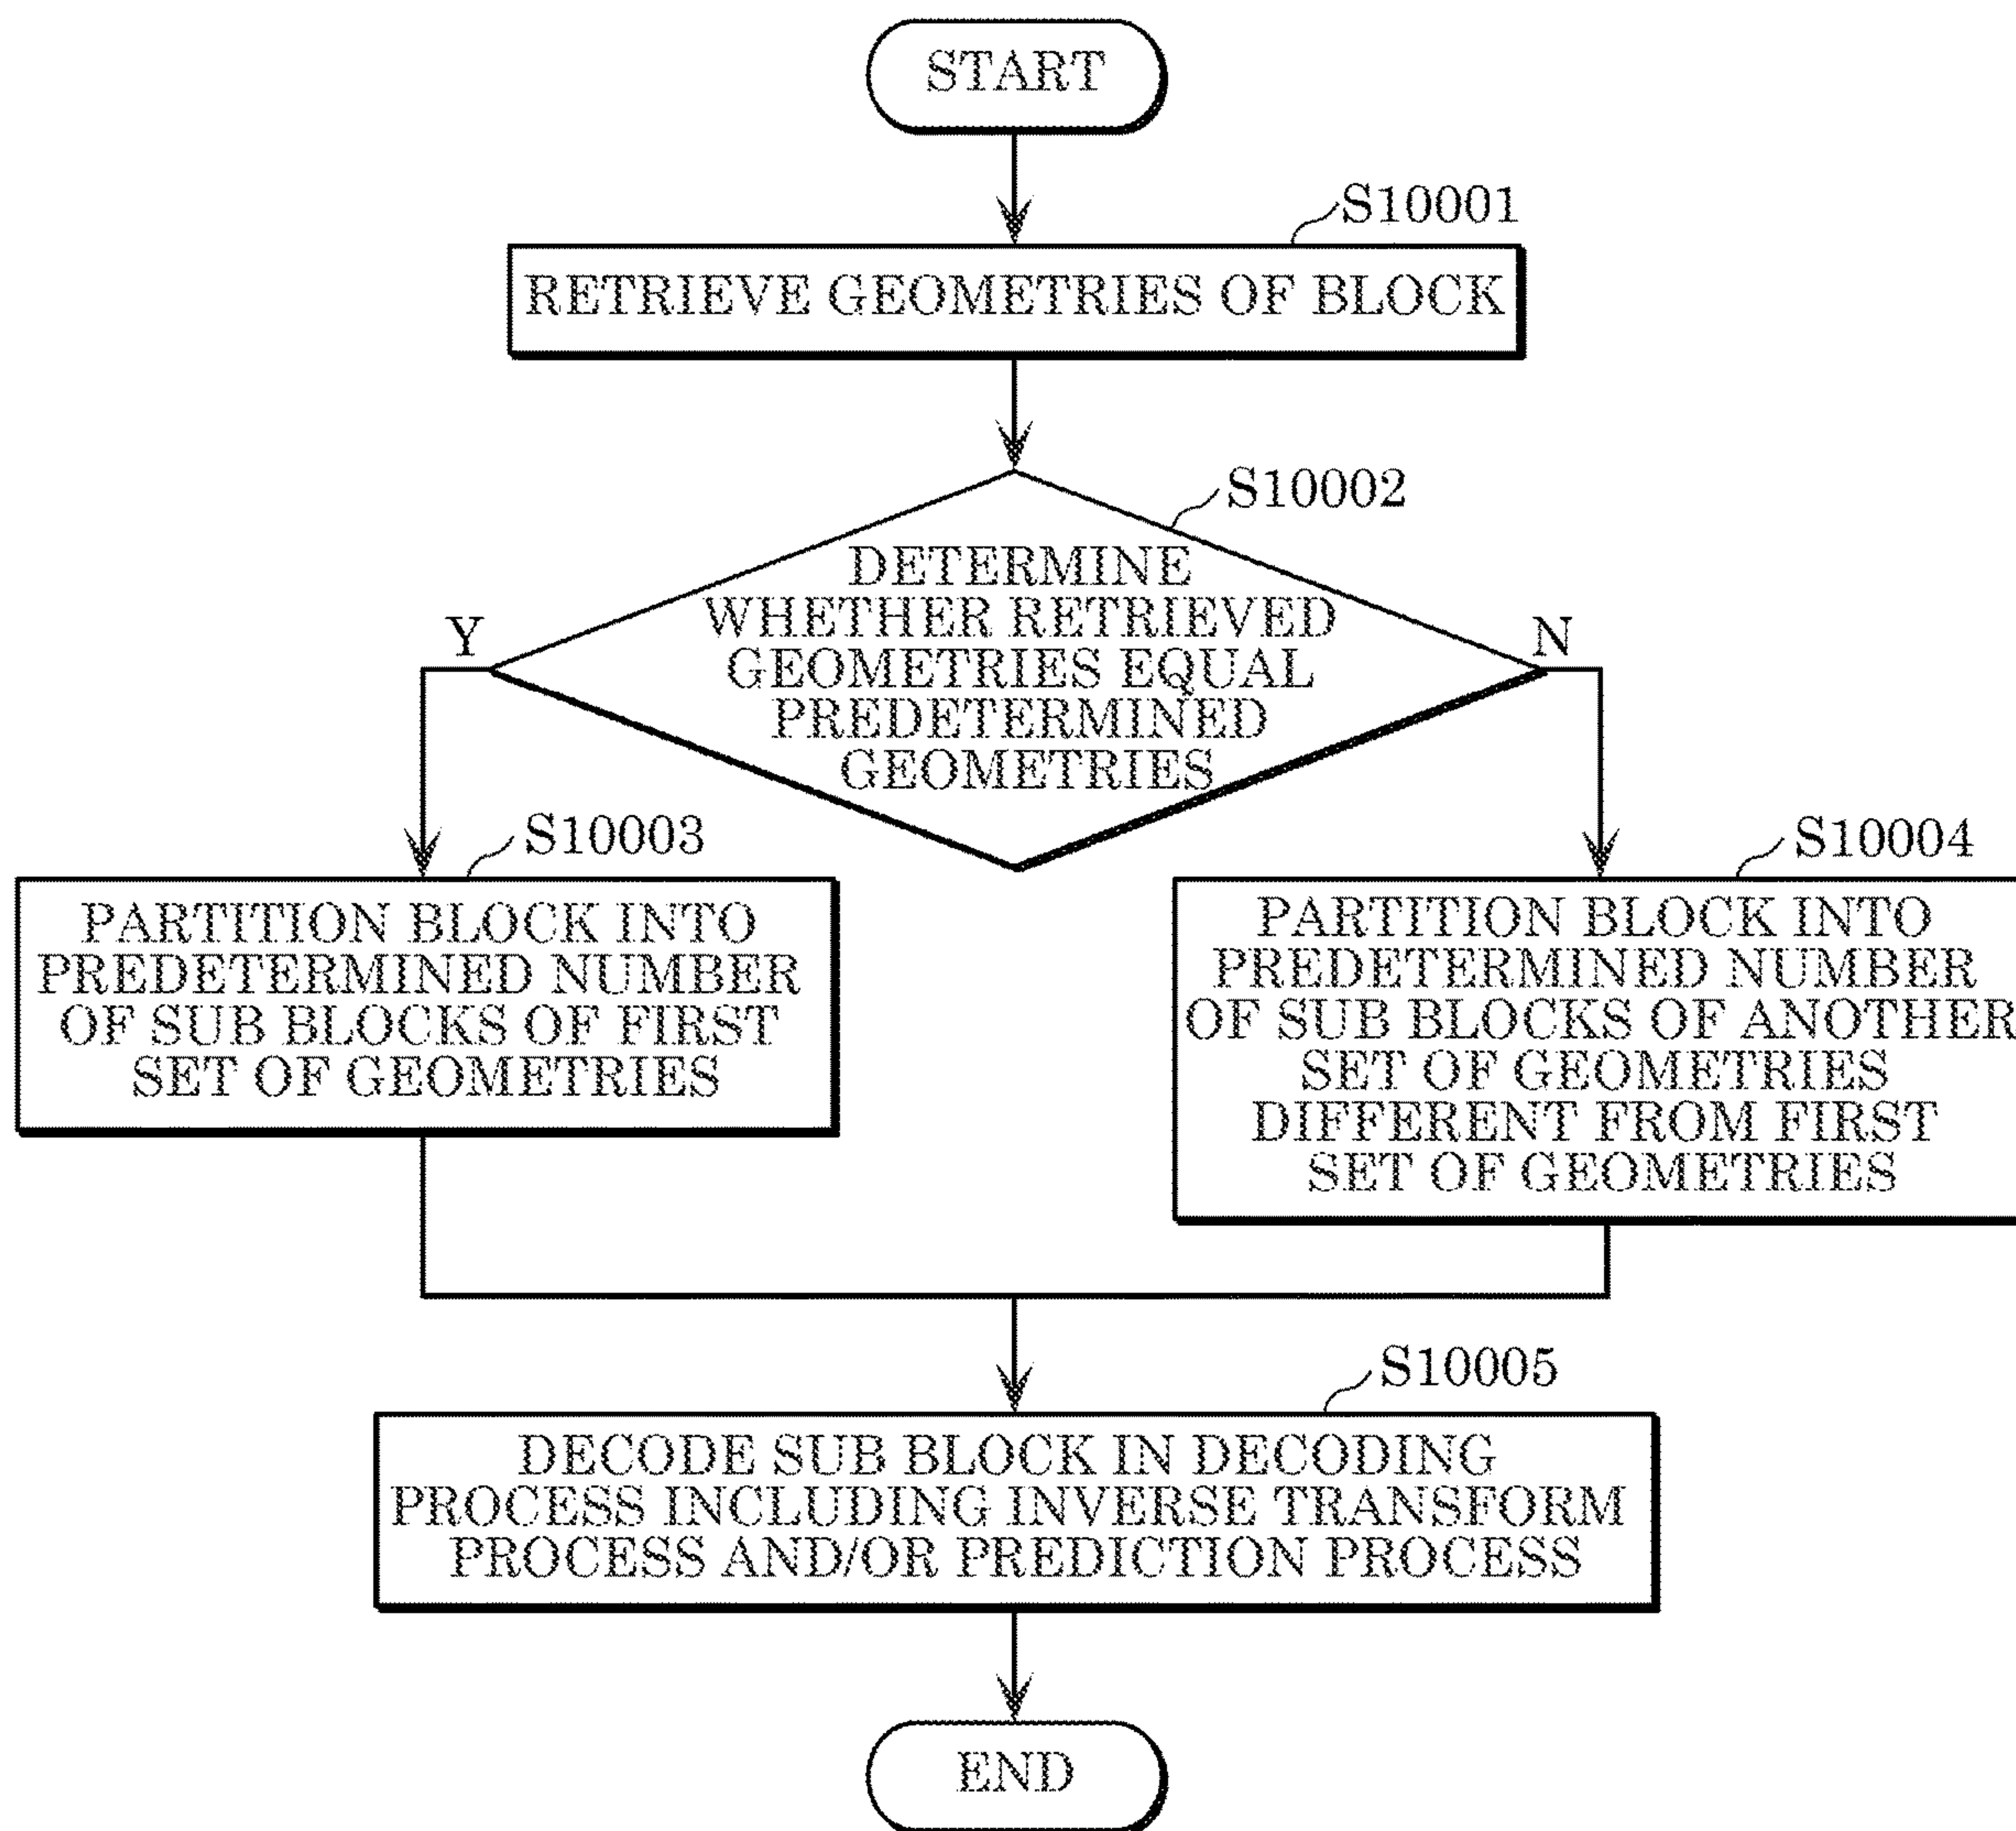 START
S10001
RETRIEVE GEOMETRIES OF BLOCK
S10002
DETERMINE
WHETHER RETRIEVED
GEOMETRIES EQUAL
PREDETERMINED
GEOMETRIES
Y
N
S10003
PARTITION BLOCK INTO
PREDETERMINED NUMBER
OF SUB BLOCKS OF FIRST
SET OF GEOMETRIES
S10004
PARTITION BLOCK INTO
PREDETERMINED NUMBER
OF SUB BLOCKS OF ANOTHER
SET OF GEOMETRIES
DIFFERENT FROM FIRST
SET OF GEOMETRIES
S10005
DECODE SUB BLOCK IN DECODING
PROCESS INCLUDING INVERSE TRANSFORM
PROCESS AND/OR PREDICTION PROCESS
END